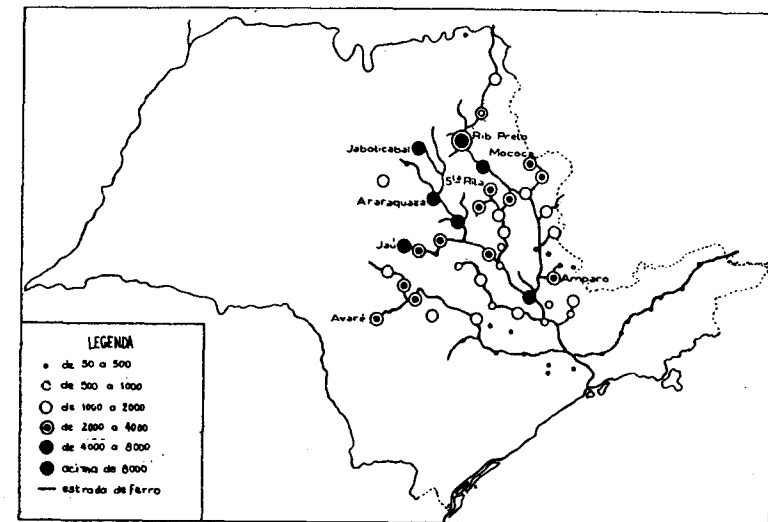 Rib Preto
Jaboticabal
Mococa
Sta Rita
Araraquara
Jaú
Amparo
Avaré
LEGENDA
de 50 a 500
de 500 a 1000
de 1000 a 2000
de 2000 a 4000
de 4000 a 8000
acima de 8000
estrada de ferro